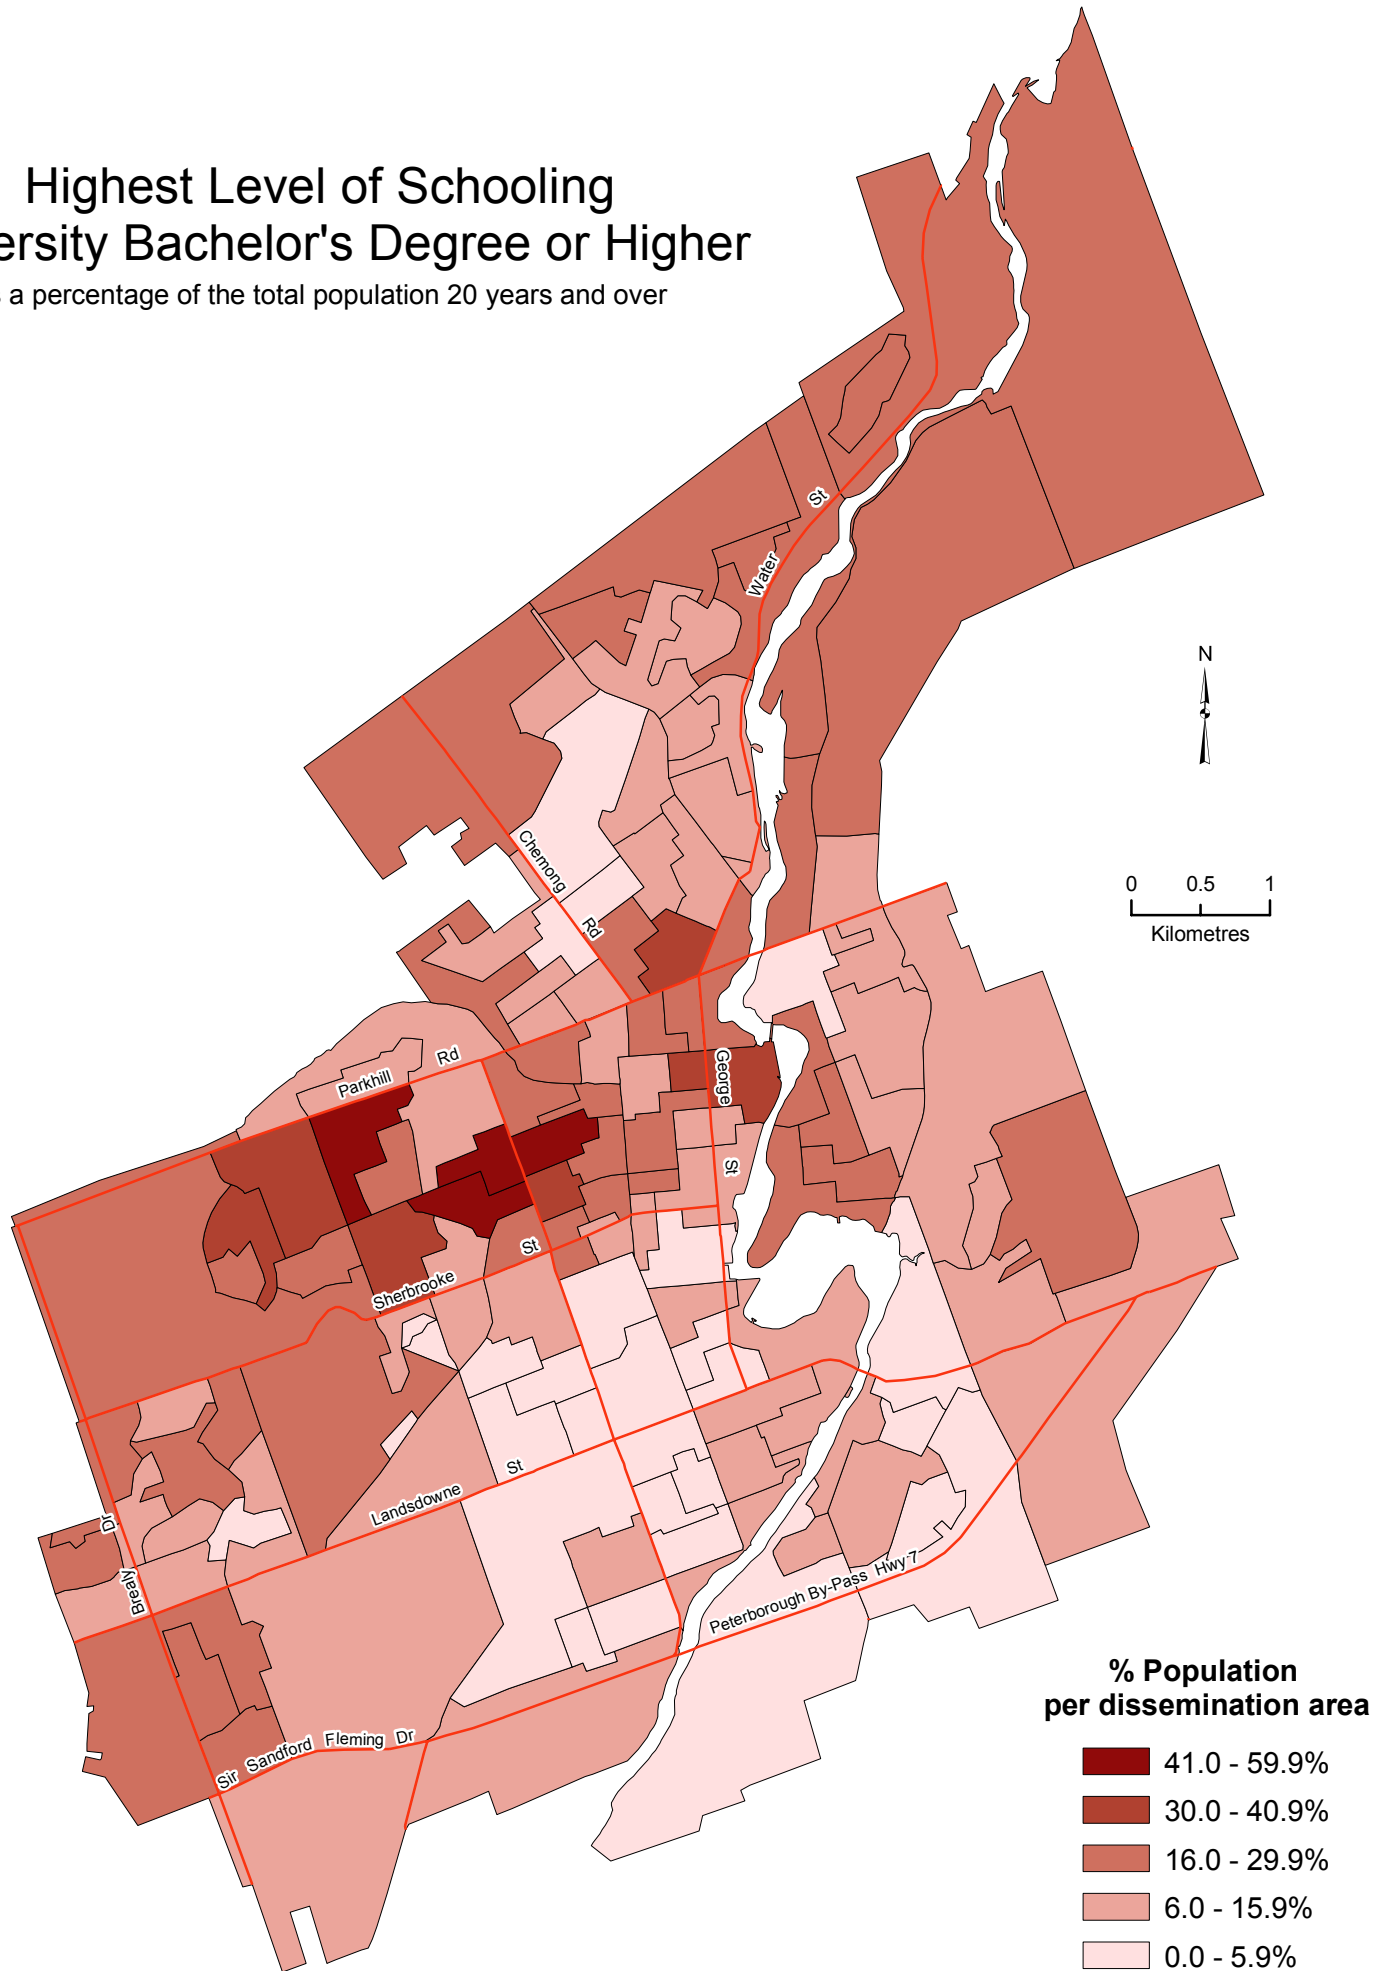 Highest Level of Schooling
ersity Bachelor's Degree or Higher
a percentage of the total population 20 years and over
St
Water
N
Chemong
Rd
0 0.5 1
Kilometres
Parkhill Rd
George
St
Sherbrooke St
Landsdowne St
Brealy Dr
Peterborough By-Pass Hwy 7
Sir Sandford Fleming Dr
% Population
per dissemination area
41.0 - 59.9%
30.0 - 40.9%
16.0 - 29.9%
6.0 - 15.9%
0.0 - 5.9%